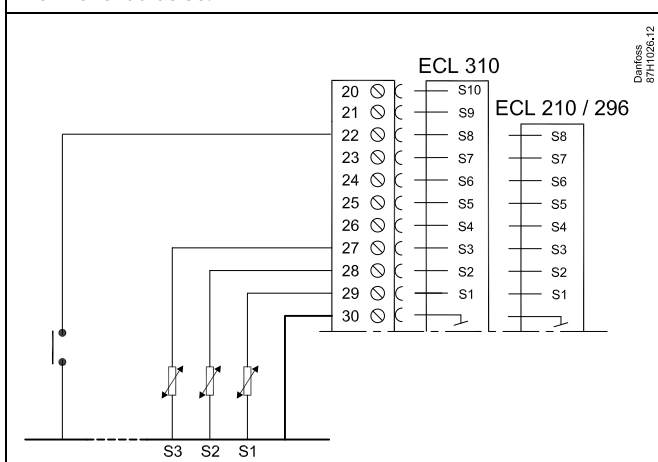 Danfoss
87H1026.12
ECL 310
ECL 210 / 296
20 S10
21 S9
22 S8 S8
23 S7 S7
24 S6 S6
25 S5 S5
26 S4 S4
27 S3 S3
28 S2 S2
29 S1 S1
30
S3 S2 S1